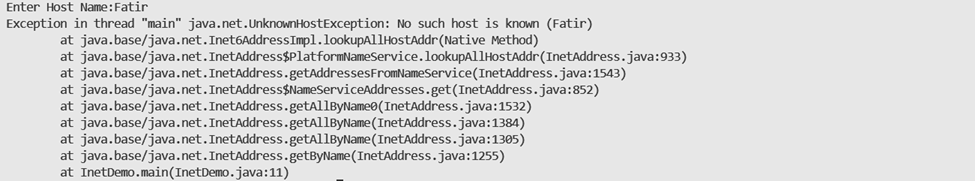 Enter Host Name:Fatir
Exception in thread "main" java.net.UnknownHostException: No such host is known (Fatir)
at java.base/java.net.Inet6AddressImpl.lookupAllHostAddr(Native Method)
at java.base/java.net.InetAddress$PlatformNameService.lookupAllHostAddr(InetAddress.java:933)
at java.base/java.net.InetAddress.getAddressesFromNameService(InetAddress.java:1543)
at java.base/java.net.InetAddress$NameServiceAddresses.get(InetAddress.java:852)
at java.base/java.net.InetAddress.getAllByName0(InetAddress.java:1532)
at java.base/java.net.InetAddress.getAllByName(InetAddress.java:1384)
at java.base/java.net.InetAddress.getAllByName(InetAddress.java:1305)
at java.base/java.net.InetAddress.getByName(InetAddress.java:1255)
at InetDemo.main(InetDemo.java:11)